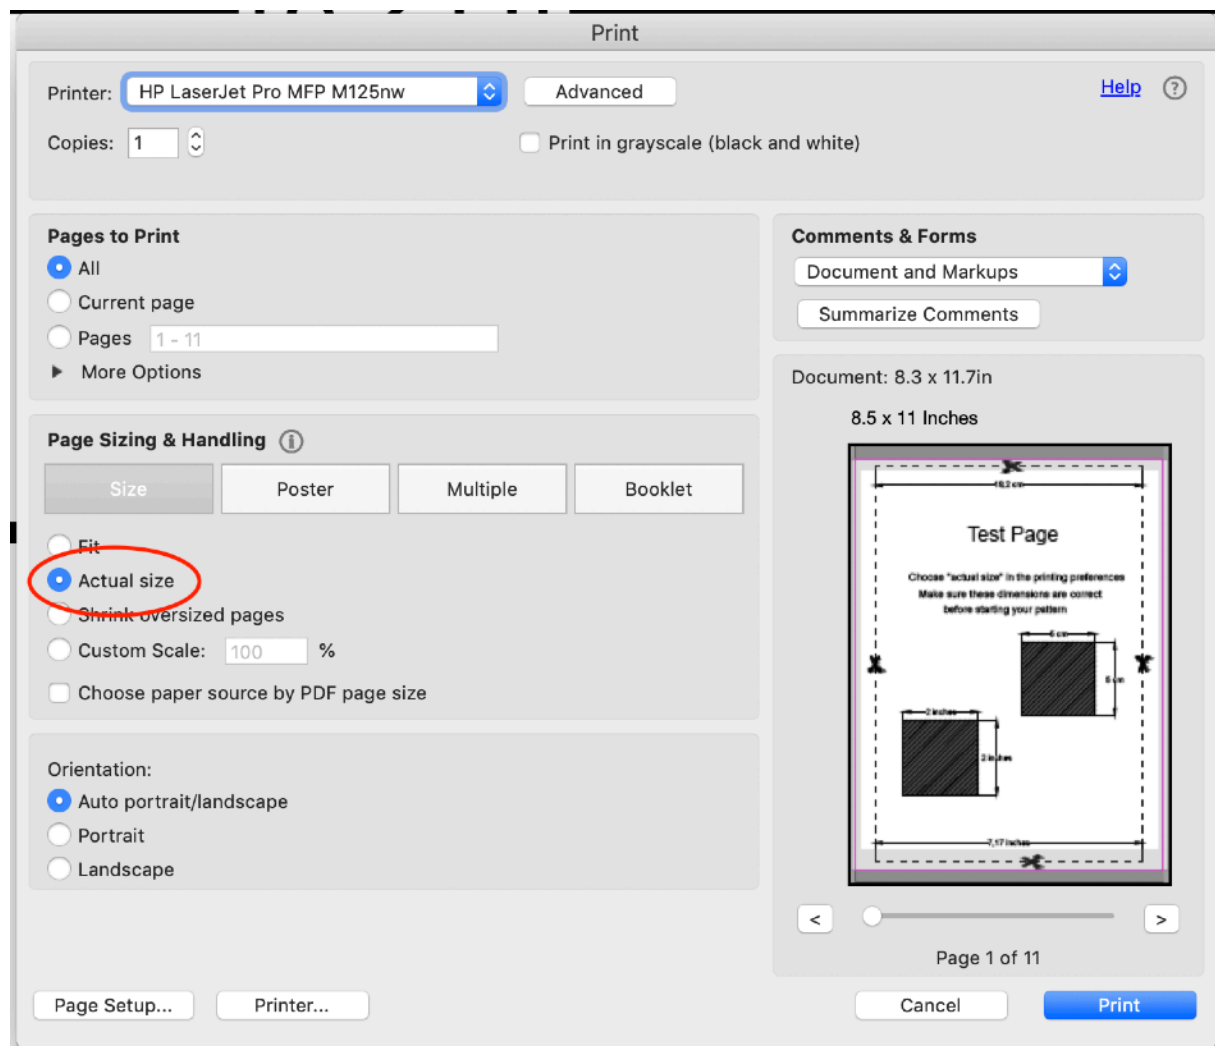 Print
Printer: HP LaserJet Pro MFP M125nw Advanced Help ?
Copies: 1 Print in grayscale (black and white)
Pages to Print
All
Current page
Pages 1 - 11
More Options
Comments & Forms
Document and Markups
Summarize Comments
Page Sizing & Handling i
Size Poster Multiple Booklet
Fit
Actual size
Shrink oversized pages
Custom Scale: 100 %
Choose paper source by PDF page size
Orientation:
Auto portrait/landscape
Portrait
Landscape
Document: 8.3 x 11.7in
8.5 x 11 Inches
Test Page
Choose "actual size" in the printing preferences
Make sure these dimensions are correct
before starting your pattern
5 cm
5 cm
2 inches
2 inches
7,17 inches
< >
Page 1 of 11
Page Setup... Printer... Cancel Print